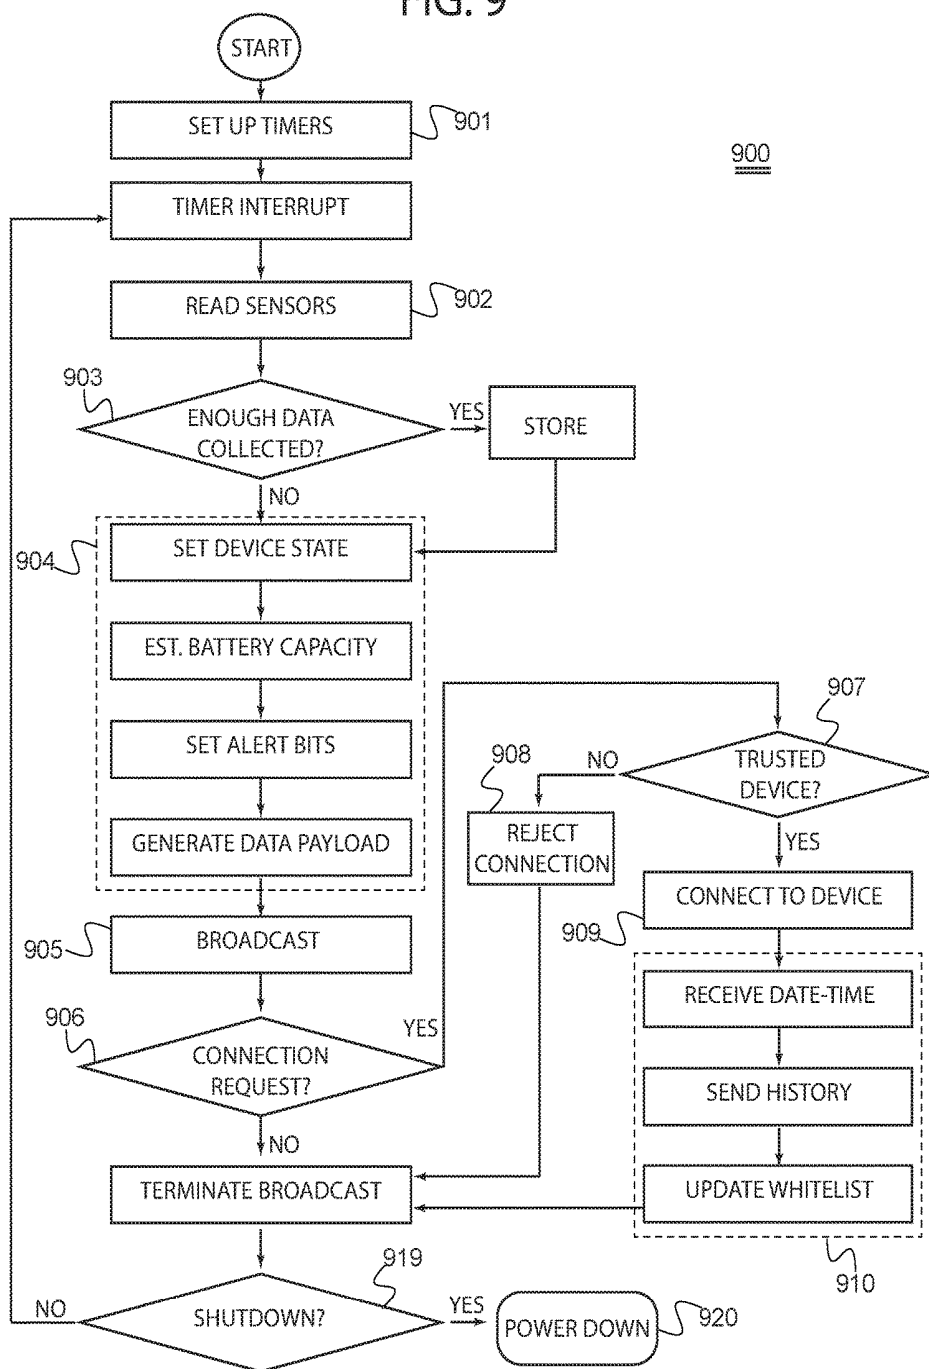 FIG. 9
START
SET UP TIMERS
901
900
TIMER INTERRUPT
READ SENSORS
902
903
ENOUGH DATA
COLLECTED?
YES
STORE
NO
904
SET DEVICE STATE
EST. BATTERY CAPACITY
SET ALERT BITS
GENERATE DATA PAYLOAD
905
BROADCAST
906
CONNECTION
REQUEST?
YES
NO
907
TRUSTED
DEVICE?
NO
908
REJECT
CONNECTION
YES
CONNECT TO DEVICE
909
RECEIVE DATE-TIME
SEND HISTORY
UPDATE WHITELIST
910
TERMINATE BROADCAST
919
SHUTDOWN?
NO
YES
POWER DOWN
920